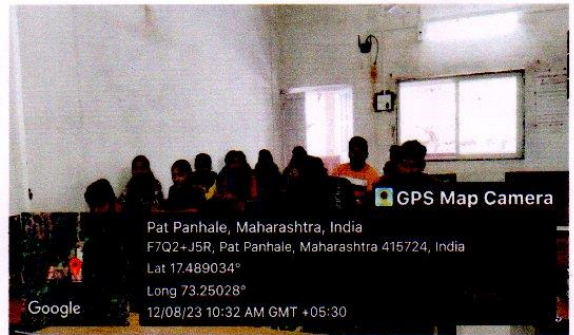 GPS Map Camera
Pat Panhale, Maharashtra, India
F7Q2+J5R, Pat Panhale, Maharashtra 415724, India
Lat 17.489034°
Long 73.25028°
12/08/23 10:32 AM GMT +05:30
Google